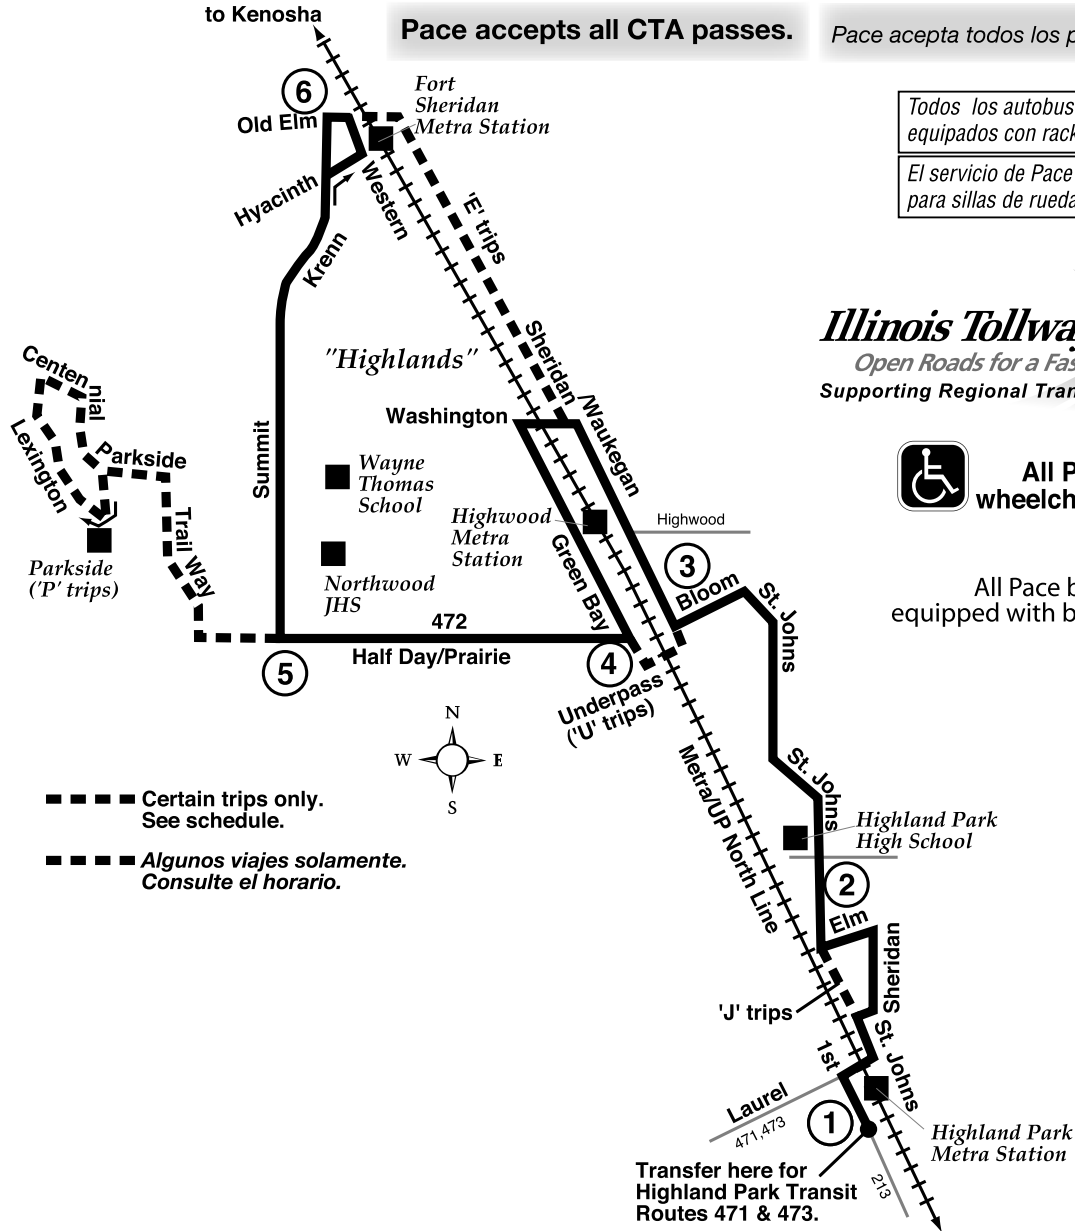 to Kenosha
Pace accepts all CTA passes.
Pace acepta todos los p
6
Fort
Sheridan
Metra Station
Old Elm
Todos los autobus
equipados con rack
El servicio de Pace
para sillas de rueda
Hyacinth
Western
'E' trips
Krenn
Illinois Tollway
Open Roads for a Fas
Supporting Regional Tran
"Highlands"
Sheridan
/Waukegan
Centennial
Lexington
Parkside
Washington
Summit
Wayne
Thomas
School
Highwood
Metra
Station
Highwood
All P
wheelch
Trail Way
Parkside
('P' trips)
Northwood
JHS
Green Bay
3
Bloom
St. Johns
All Pace b
equipped with b
472
Half Day/Prairie
4
5
Underpass
('U' trips)
N
W
E
S
Metra/UP North Line
St. Johns
Certain trips only.
See schedule.
Algunos viajes solamente.
Consulte el horario.
Highland Park
High School
2
Elm
Sheridan
'J' trips
St. Johns
1st
Laurel
471,473
1
Highland Park
Metra Station
Transfer here for
Highland Park Transit
Routes 471 & 473.
213